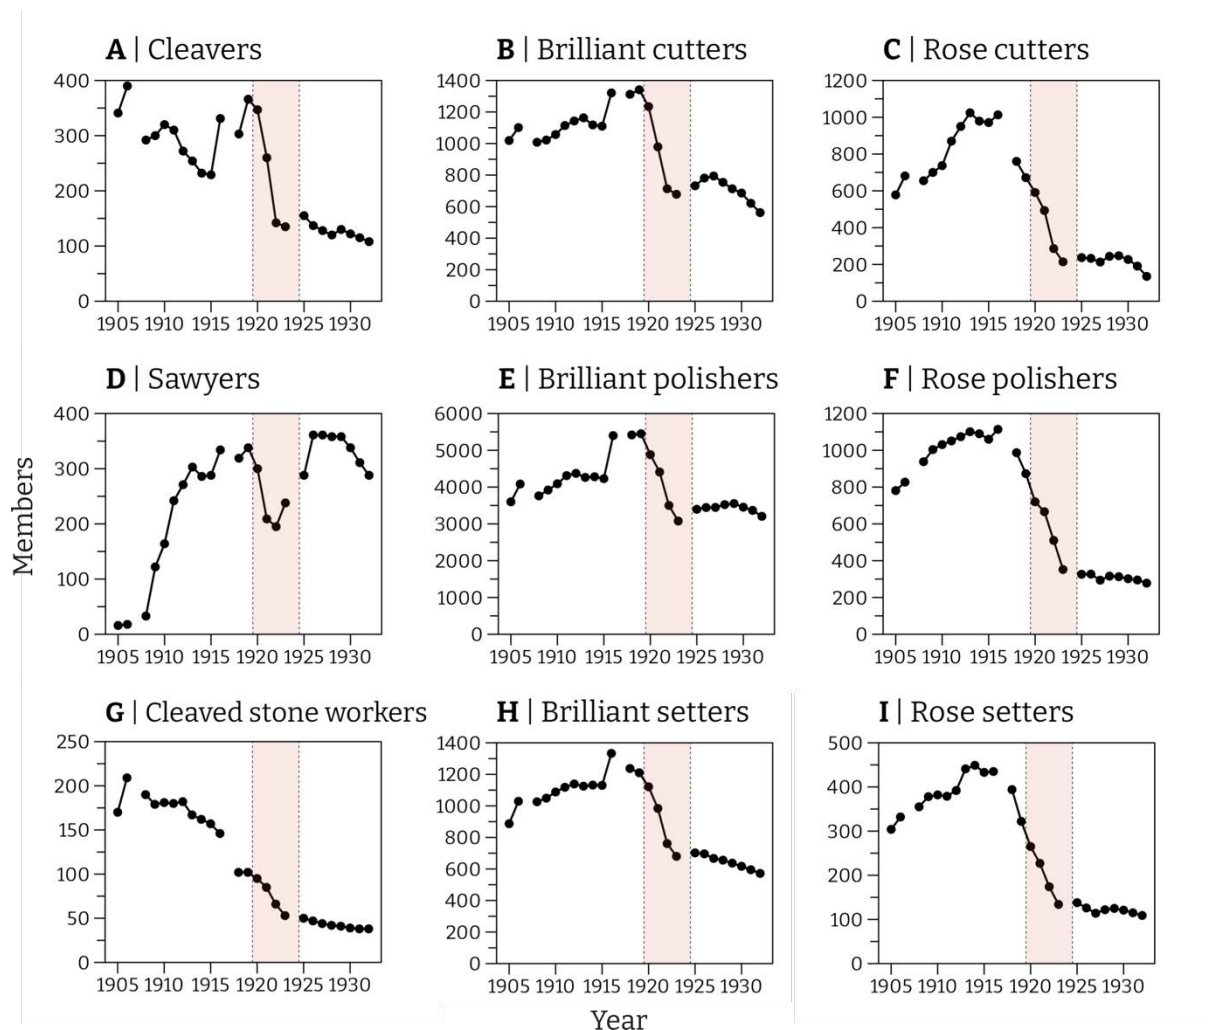 A | Cleavers
B | Brilliant cutters
C | Rose cutters
400
300
200
100
0
1905 1910 1915 1920 1925 1930
1400
1200
1000
800
600
400
200
0
1905 1910 1915 1920 1925 1930
1200
1000
800
600
400
200
0
1905 1910 1915 1920 1925 1930
D | Sawyers
E | Brilliant polishers
F | Rose polishers
400
300
200
100
0
1905 1910 1915 1920 1925 1930
6000
5000
4000
3000
2000
1000
0
1905 1910 1915 1920 1925 1930
1200
1000
800
600
400
200
0
1905 1910 1915 1920 1925 1930
Members
G | Cleaved stone workers
H | Brilliant setters
I | Rose setters
250
200
150
100
50
0
1905 1910 1915 1920 1925 1930
1400
1200
1000
800
600
400
200
0
1905 1910 1915 1920 1925 1930
500
400
300
200
100
0
1905 1910 1915 1920 1925 1930
Year